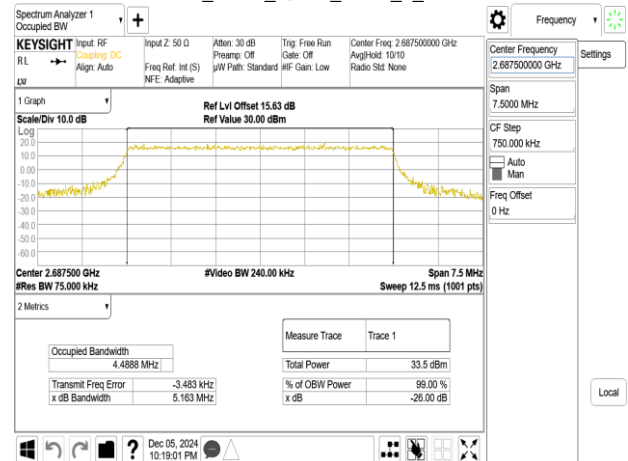 Spectrum Analyzer 1
Occupied BW
Frequency
KEYSIGHT
RL
LXI
Input: RF
Coupling: DC
Align: Auto
Input Z: 50 Ω
Freq Ref: Int (S)
NFE: Adaptive
Atten: 30 dB
Preamp: Off
µW Path: Standard
Trig: Free Run
Gate: Off
#IF Gain: Low
Center Freq: 2.687500000 GHz
Avg|Hold: 10/10
Radio Std: None
Center Frequency
2.687500000 GHz
Settings
Span
7.5000 MHz
CF Step
750.000 kHz
Auto
Man
Freq Offset
0 Hz
Local
1 Graph
Ref Lvl Offset 15.63 dB
Scale/Div 10.0 dB
Ref Value 30.00 dBm
Log
20.0
10.0
0.00
-10.0
-20.0
-30.0
-40.0
-50.0
-60.0
Center 2.687500 GHz
#Video BW 240.00 kHz
Span 7.5 MHz
#Res BW 75.000 kHz
Sweep 12.5 ms (1001 pts)
2 Metrics
Measure Trace
Trace 1
Occupied Bandwidth
4.4888 MHz
Total Power
33.5 dBm
Transmit Freq Error
-3.483 kHz
% of OBW Power
99.00 %
x dB Bandwidth
5.163 MHz
x dB
-26.00 dB
?
Dec 05, 2024
10:19:01 PM